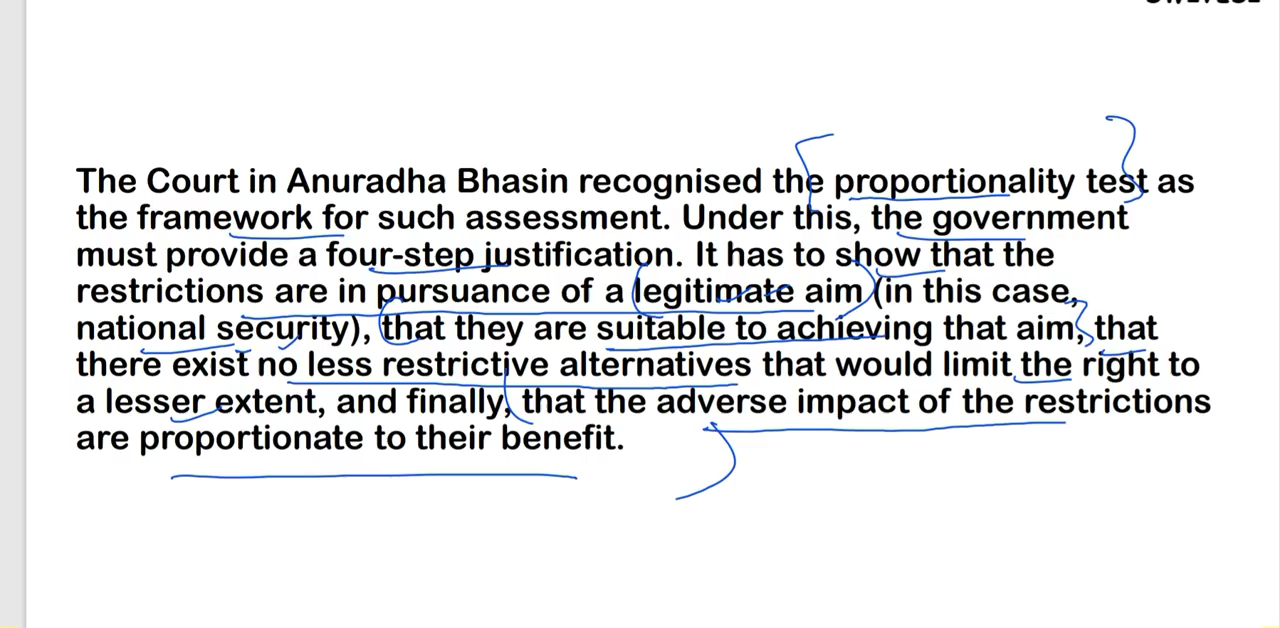 The Court in Anuradha Bhasin recognised the proportionality test as
the framework for such assessment. Under this, the government
must provide a four-step justification. It has to show that the
restrictions are in pursuance of a legitimate aim (in this case,
national security), that they are suitable to achieving that aim, that
there exist no less restrictive alternatives that would limit the right to
a lesser extent, and finally, that the adverse impact of the restrictions
are proportionate to their benefit.